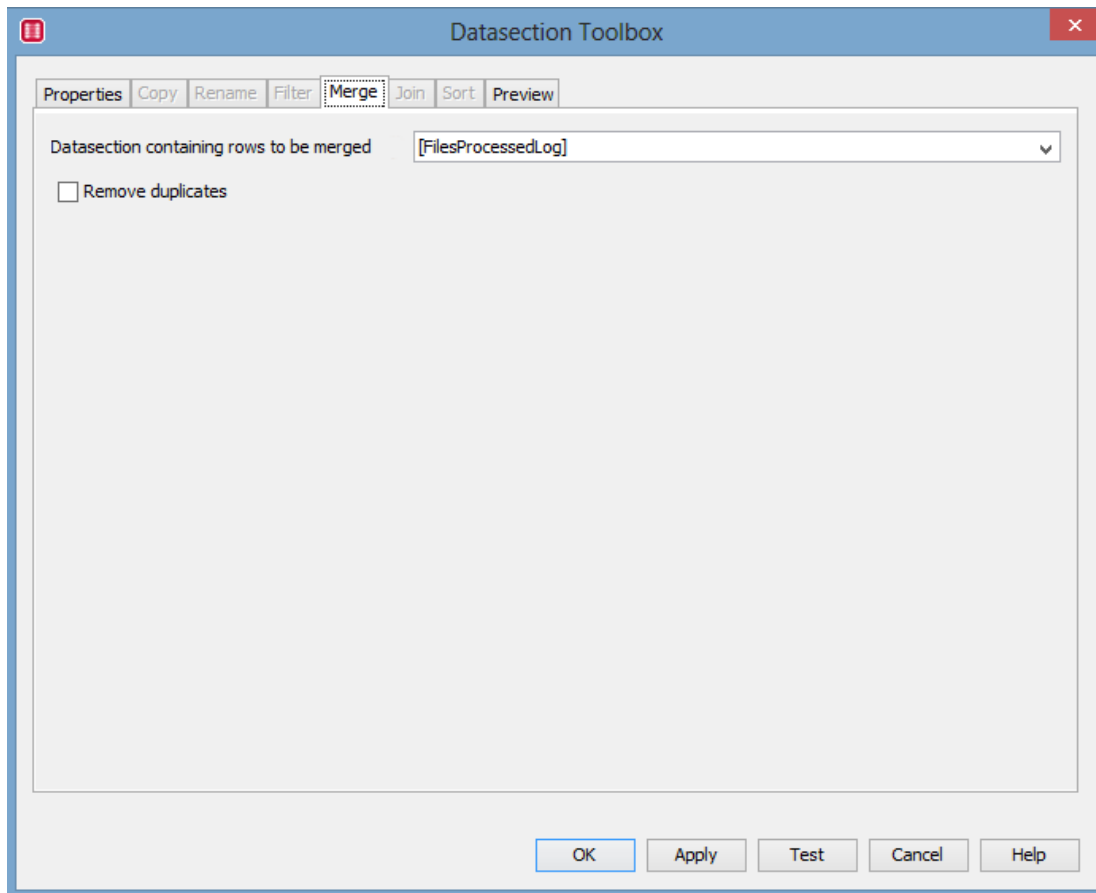 Datasection Toolbox
Properties Copy Rename Filter Merge Join Sort Preview
Datasection containing rows to be merged [FilesProcessedLog]
Remove duplicates
OK Apply Test Cancel Help